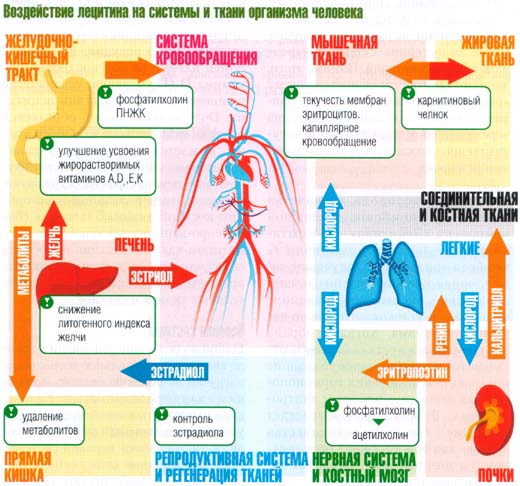 Воздействие лецитина на системы и ткани организма человека
ЖЕЛУДОЧНО-
КИШЕЧНЫЙ
ТРАКТ
СИСТЕМА
КРОВООБРАЩЕНИЯ
МЫШЕЧНАЯ
ТКАНЬ
ЖИРОВАЯ
ТКАНЬ
фосфатилхолин
ПНЖК
текучесть мембран
эритроцитов.
капиллярное
кровообращение
карнитиновый
челнок
улучшение усвоения
жирорастворимых
витаминов A,D,,E,K
МЕТАБОЛИТЫ
ЖЕЛЧЬ
КИСЛОРОД
СОЕДИНИТЕЛЬНАЯ
И КОСТНАЯ ТКАНИ
ПЕЧЕНЬ
ЭСТРИОЛ
ЛЕГКИЕ
снижение
литогенного индекса
желчи
КИСЛОРОД
РЕНИН
КИСЛОРОД
КАЛЬЦИТРИОЛ
ЭСТРАДИОЛ
ЭРИТРОПОЭТИН
удаление
метаболитов
контроль
эстрадиола
фосфатилхолин
ацетилхолин
ПРЯМАЯ
КИШКА
РЕПРОДУКТИВНАЯ СИСТЕМА
И РЕГЕНЕРАЦИЯ ТКАНЕЙ
НЕРВНАЯ СИСТЕМА
И КОСТНЫЙ МОЗГ
ПОЧКИ